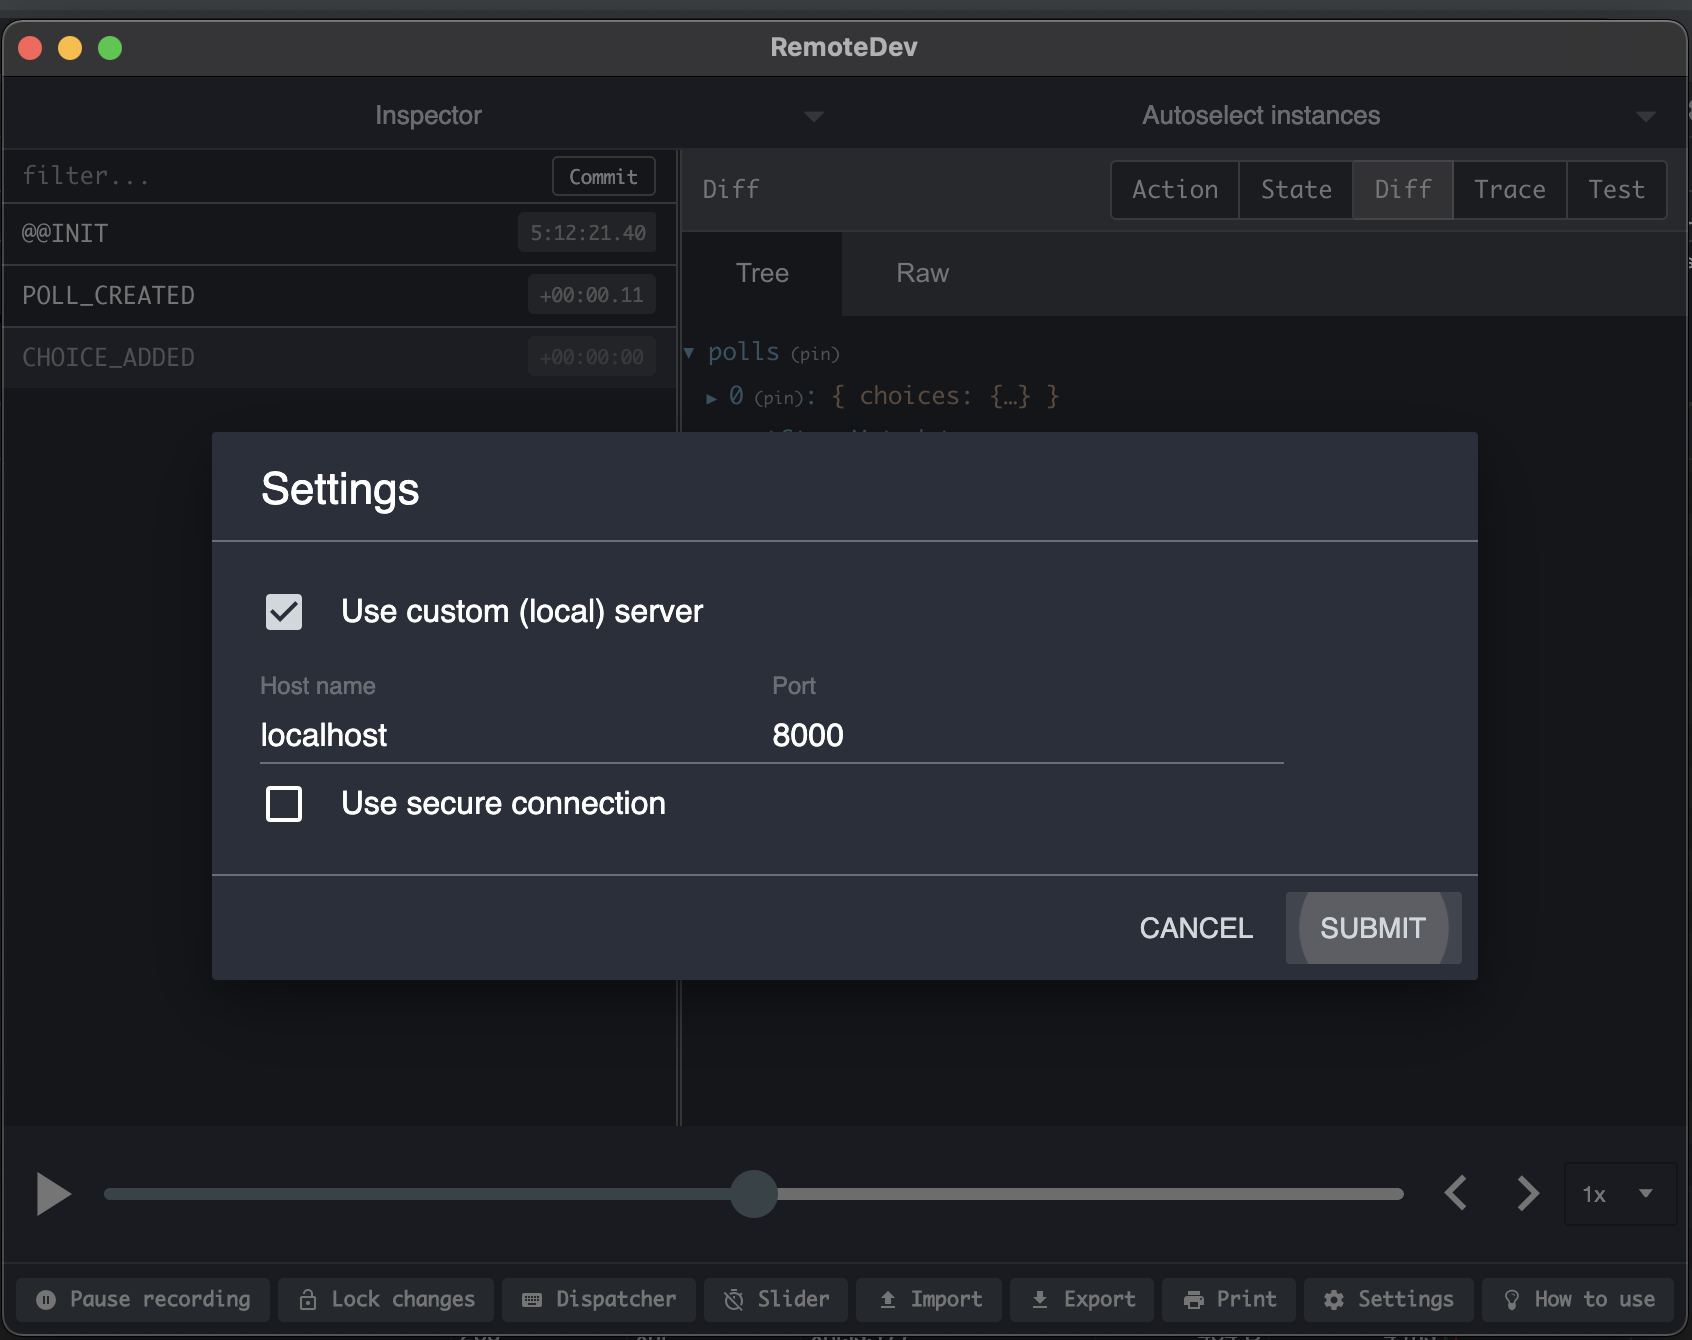 RemoteDev
Inspector
Autoselect instances
filter...
Commit
@@INIT
5:12:21.40
POLL_CREATED
+00:00.11
CHOICE_ADDED
+00:00:00
Diff
Action
State
Diff
Trace
Test
Tree
Raw
polls (pin)
0 (pin): { choices: {…} }
Settings
Use custom (local) server
Host name
Port
localhost
8000
Use secure connection
CANCEL
SUBMIT
1x
Pause recording
Lock changes
Dispatcher
Slider
Import
Export
Print
Settings
How to use